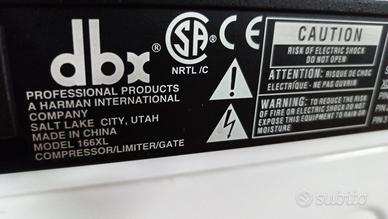 dbx®
SA® CE
NRTL /C
PROFESSIONAL PRODUCTS
A HARMAN INTERNATIONAL
COMPANY
SALT LAKE CITY, UTAH
MADE IN CHINA
MODEL 166XL
COMPRESSOR/LIMITER/GATE
CAUTION
RISK OF ELECTRIC SHOCK
DO NOT OPEN
ATTENTION: RISQUE DE CHOC
ELECTRIQUE - NE PAS OUVRIR
WARNING: TO REDUCE THE RISK
OF FIRE OR ELECTRIC SHOCK DO NOT
EXPOSE THIS EQUIPMENT TO RAIN OR
MOISTURE
subito